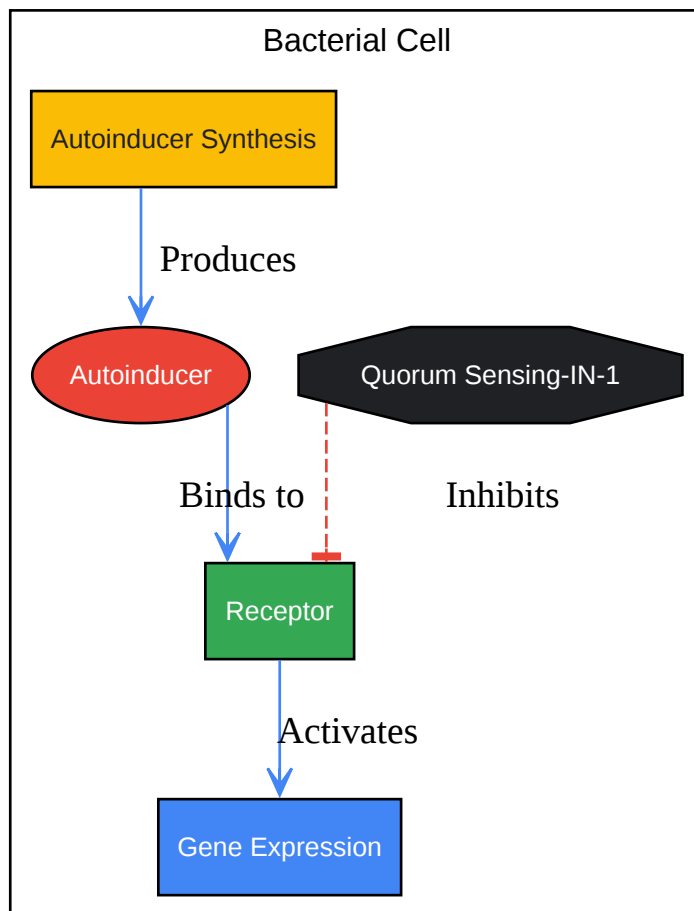 Bacterial Cell
Autoinducer Synthesis
Produces
Autoinducer
Quorum Sensing-IN-1
Binds to
Inhibits
Receptor
Activates
Gene Expression